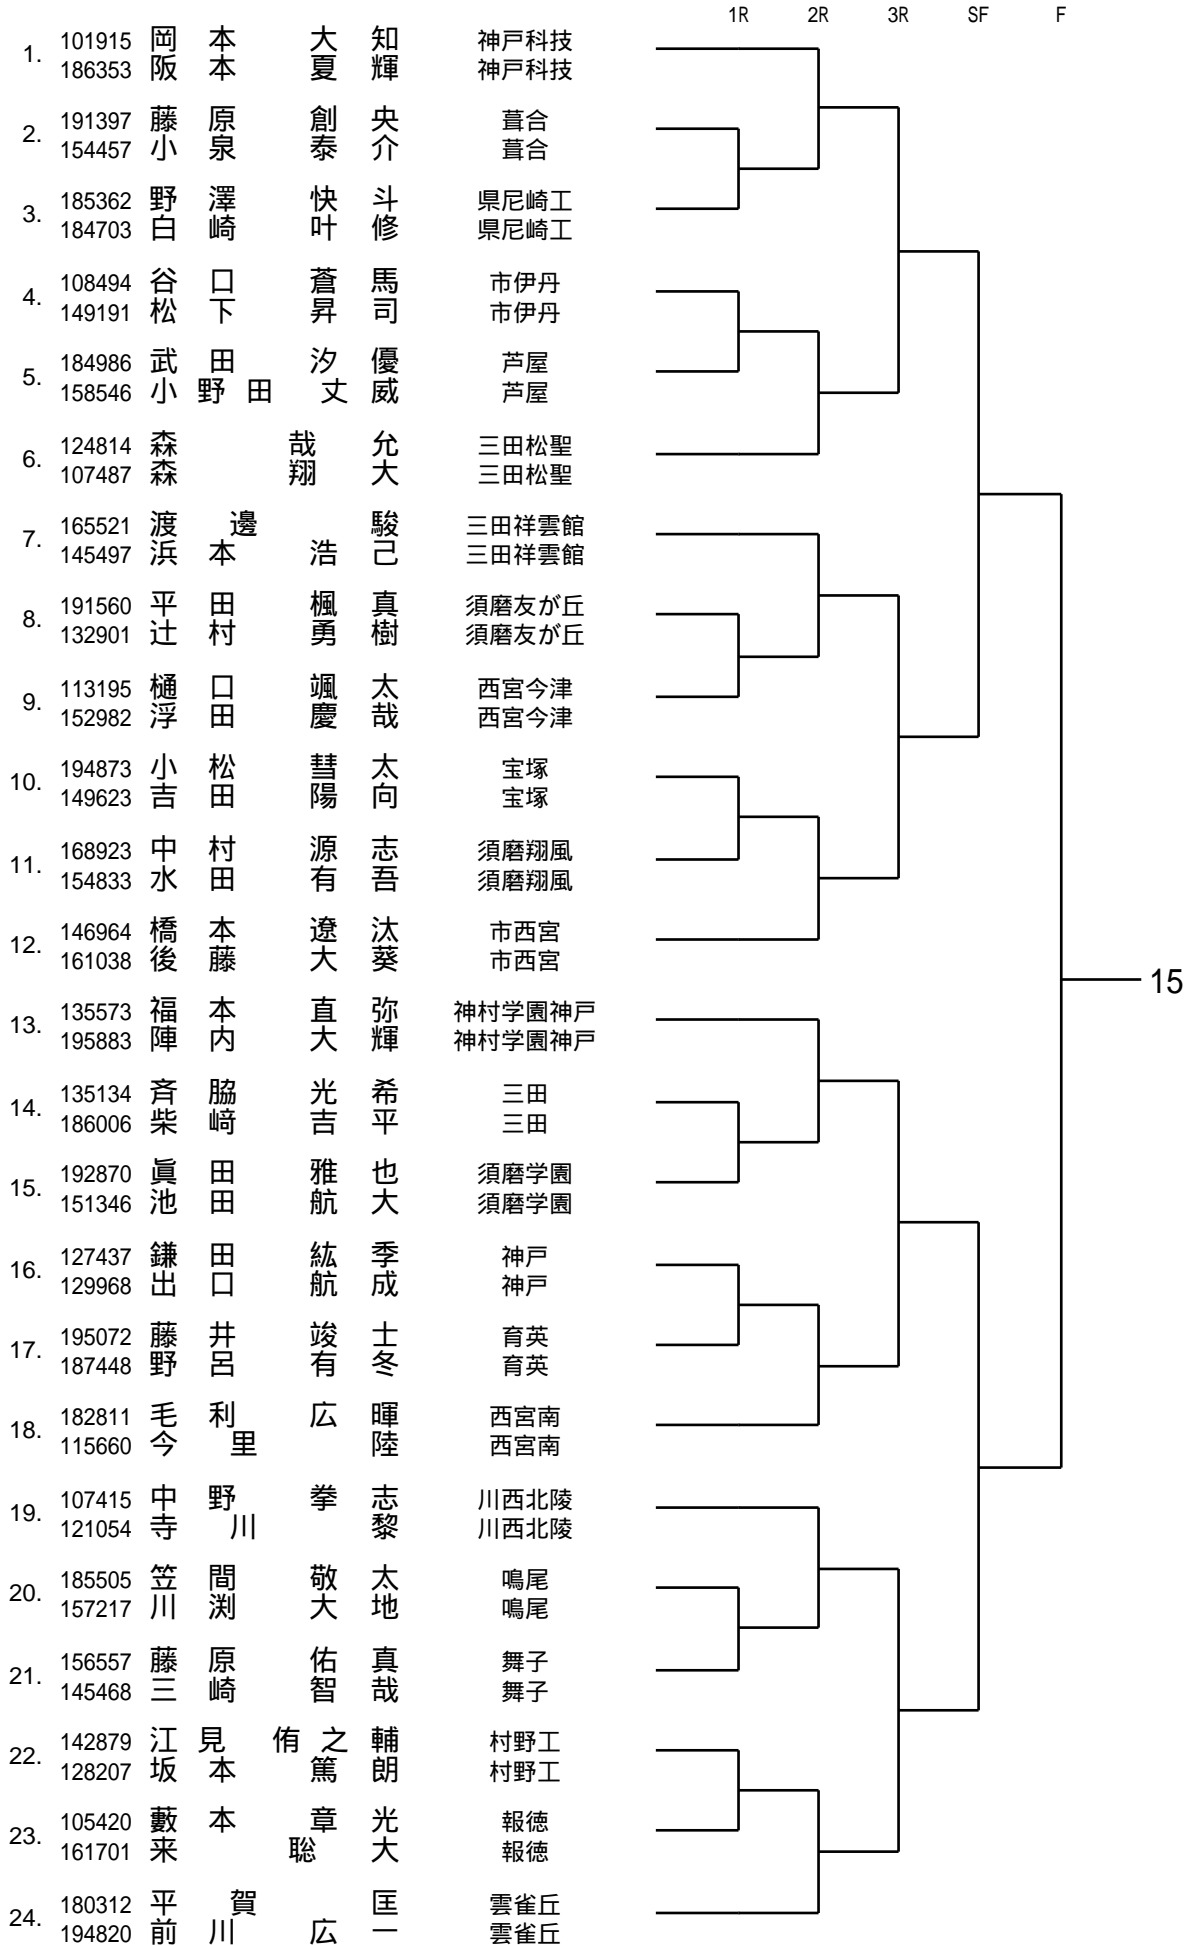 1R 2R 3R SF F
1. 101915 岡本 大知 神戸科技
186353 阪本 夏輝 神戸科技
2. 191397 藤原 創央 葺合
154457 小泉 泰介 葺合
3. 185362 野澤 快斗 県尼崎工
184703 白崎 叶修 県尼崎工
4. 108494 谷口 蒼馬 市伊丹
149191 松下 昇司 市伊丹
5. 184986 武田 汐優 芦屋
158546 小野田 丈威 芦屋
6. 124814 森 哉允 三田松聖
107487 森 翔大 三田松聖
7. 165521 渡邊 駿 三田祥雲館
145497 浜本 浩己 三田祥雲館
8. 191560 平田 楓真 須磨友が丘
132901 辻村 勇樹 須磨友が丘
9. 113195 樋口 颯太 西宮今津
152982 浮田 慶哉 西宮今津
10. 194873 小松 彗太 宝塚
149623 吉田 陽向 宝塚
11. 168923 中村 源志 須磨翔風
154833 水田 有吾 須磨翔風
12. 146964 橋本 遼汰 市西宮
161038 後藤 大葵 市西宮
15
13. 135573 福本 直弥 神村学園神戸
195883 陣内 大輝 神村学園神戸
14. 135134 斉脇 光希 三田
186006 柴﨑 吉平 三田
15. 192870 眞田 雅也 須磨学園
151346 池田 航大 須磨学園
16. 127437 鎌田 紘季 神戸
129968 出口 航成 神戸
17. 195072 藤井 竣士 育英
187448 野呂 有冬 育英
18. 182811 毛利 広暉 西宮南
115660 今里 陸 西宮南
19. 107415 中野 拳志 川西北陵
121054 寺川 黎 川西北陵
20. 185505 笠間 敬太 鳴尾
157217 川渕 大地 鳴尾
21. 156557 藤原 佑真 舞子
145468 三崎 智哉 舞子
22. 142879 江見 侑之輔 村野工
128207 坂本 篤朗 村野工
23. 105420 藪本 章光 報徳
161701 来 聡大 報徳
24. 180312 平賀 匡 雲雀丘
194820 前川 広一 雲雀丘